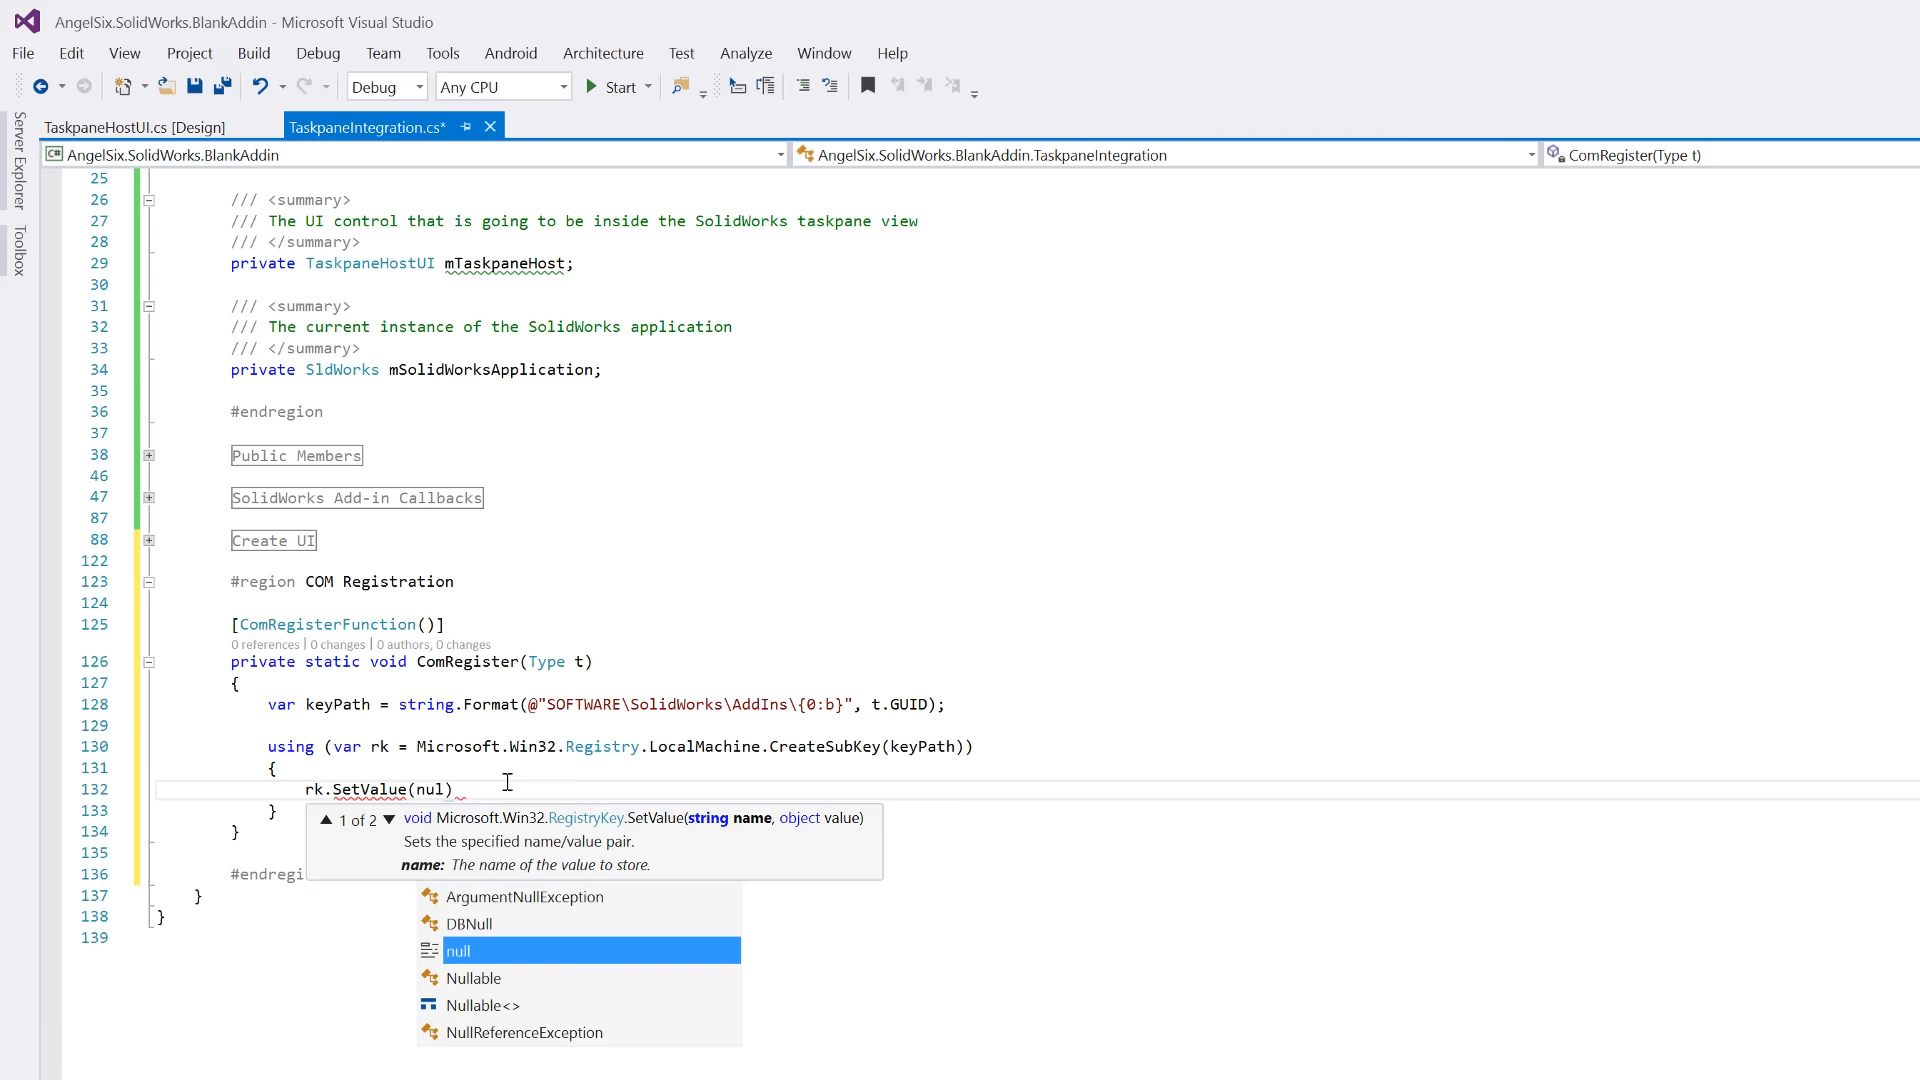 AngelSix.SolidWorks.BlankAddin - Microsoft Visual Studio
File Edit View Project Build Debug Team Tools Android Architecture Test Analyze Window Help
Debug Any CPU Start
Server Explorer
Toolbox
TaskpaneHostUI.cs [Design] TaskpaneIntegration.cs*
C# AngelSix.SolidWorks.BlankAddin AngelSix.SolidWorks.BlankAddin.TaskpaneIntegration ComRegister(Type t)
25
26 /// <summary>
27 /// The UI control that is going to be inside the SolidWorks taskpane view
28 /// </summary>
29 private TaskpaneHostUI mTaskpaneHost;
30
31 /// <summary>
32 /// The current instance of the SolidWorks application
33 /// </summary>
34 private SldWorks mSolidWorksApplication;
35
36 #endregion
37
38 Public Members
46
47 SolidWorks Add-in Callbacks
87
88 Create UI
122
123 #region COM Registration
124
125 [ComRegisterFunction()]
0 references | 0 changes | 0 authors, 0 changes
126 private static void ComRegister(Type t)
127 {
128 var keyPath = string.Format(@"SOFTWARE\SolidWorks\AddIns\{0:b}", t.GUID);
129
130 using (var rk = Microsoft.Win32.Registry.LocalMachine.CreateSubKey(keyPath))
131 {
132 rk.SetValue(nul)
133 }
134 }
135
136 #endregi
137 }
138 }
139
▲ 1 of 2 ▼ void Microsoft.Win32.RegistryKey.SetValue(string name, object value)
Sets the specified name/value pair.
name: The name of the value to store.
ArgumentNullException
DBNull
null
Nullable
Nullable<>
NullReferenceException